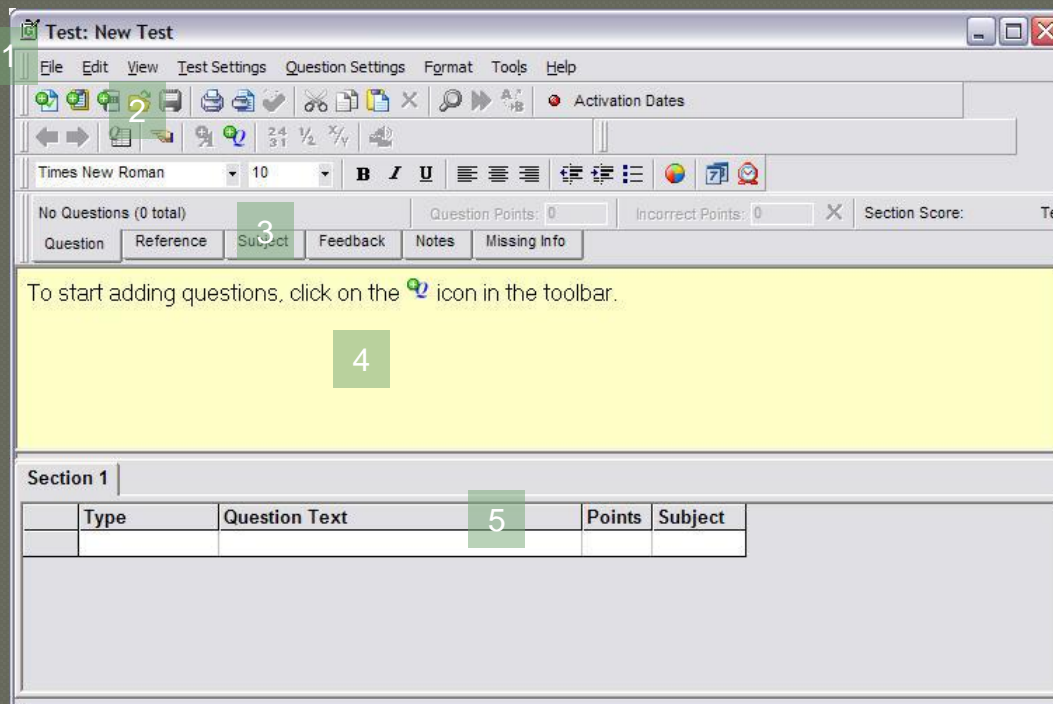 Test: New Test
1
File Edit View Test Settings Question Settings Format Tools Help
2
Activation Dates
Times New Roman 10 B I U
No Questions (0 total) Question Points: 0 Incorrect Points: 0 Section Score: Te
3
Question Reference Subject Feedback Notes Missing Info
To start adding questions, click on the Q icon in the toolbar.
4
Section 1
Type Question Text 5 Points Subject